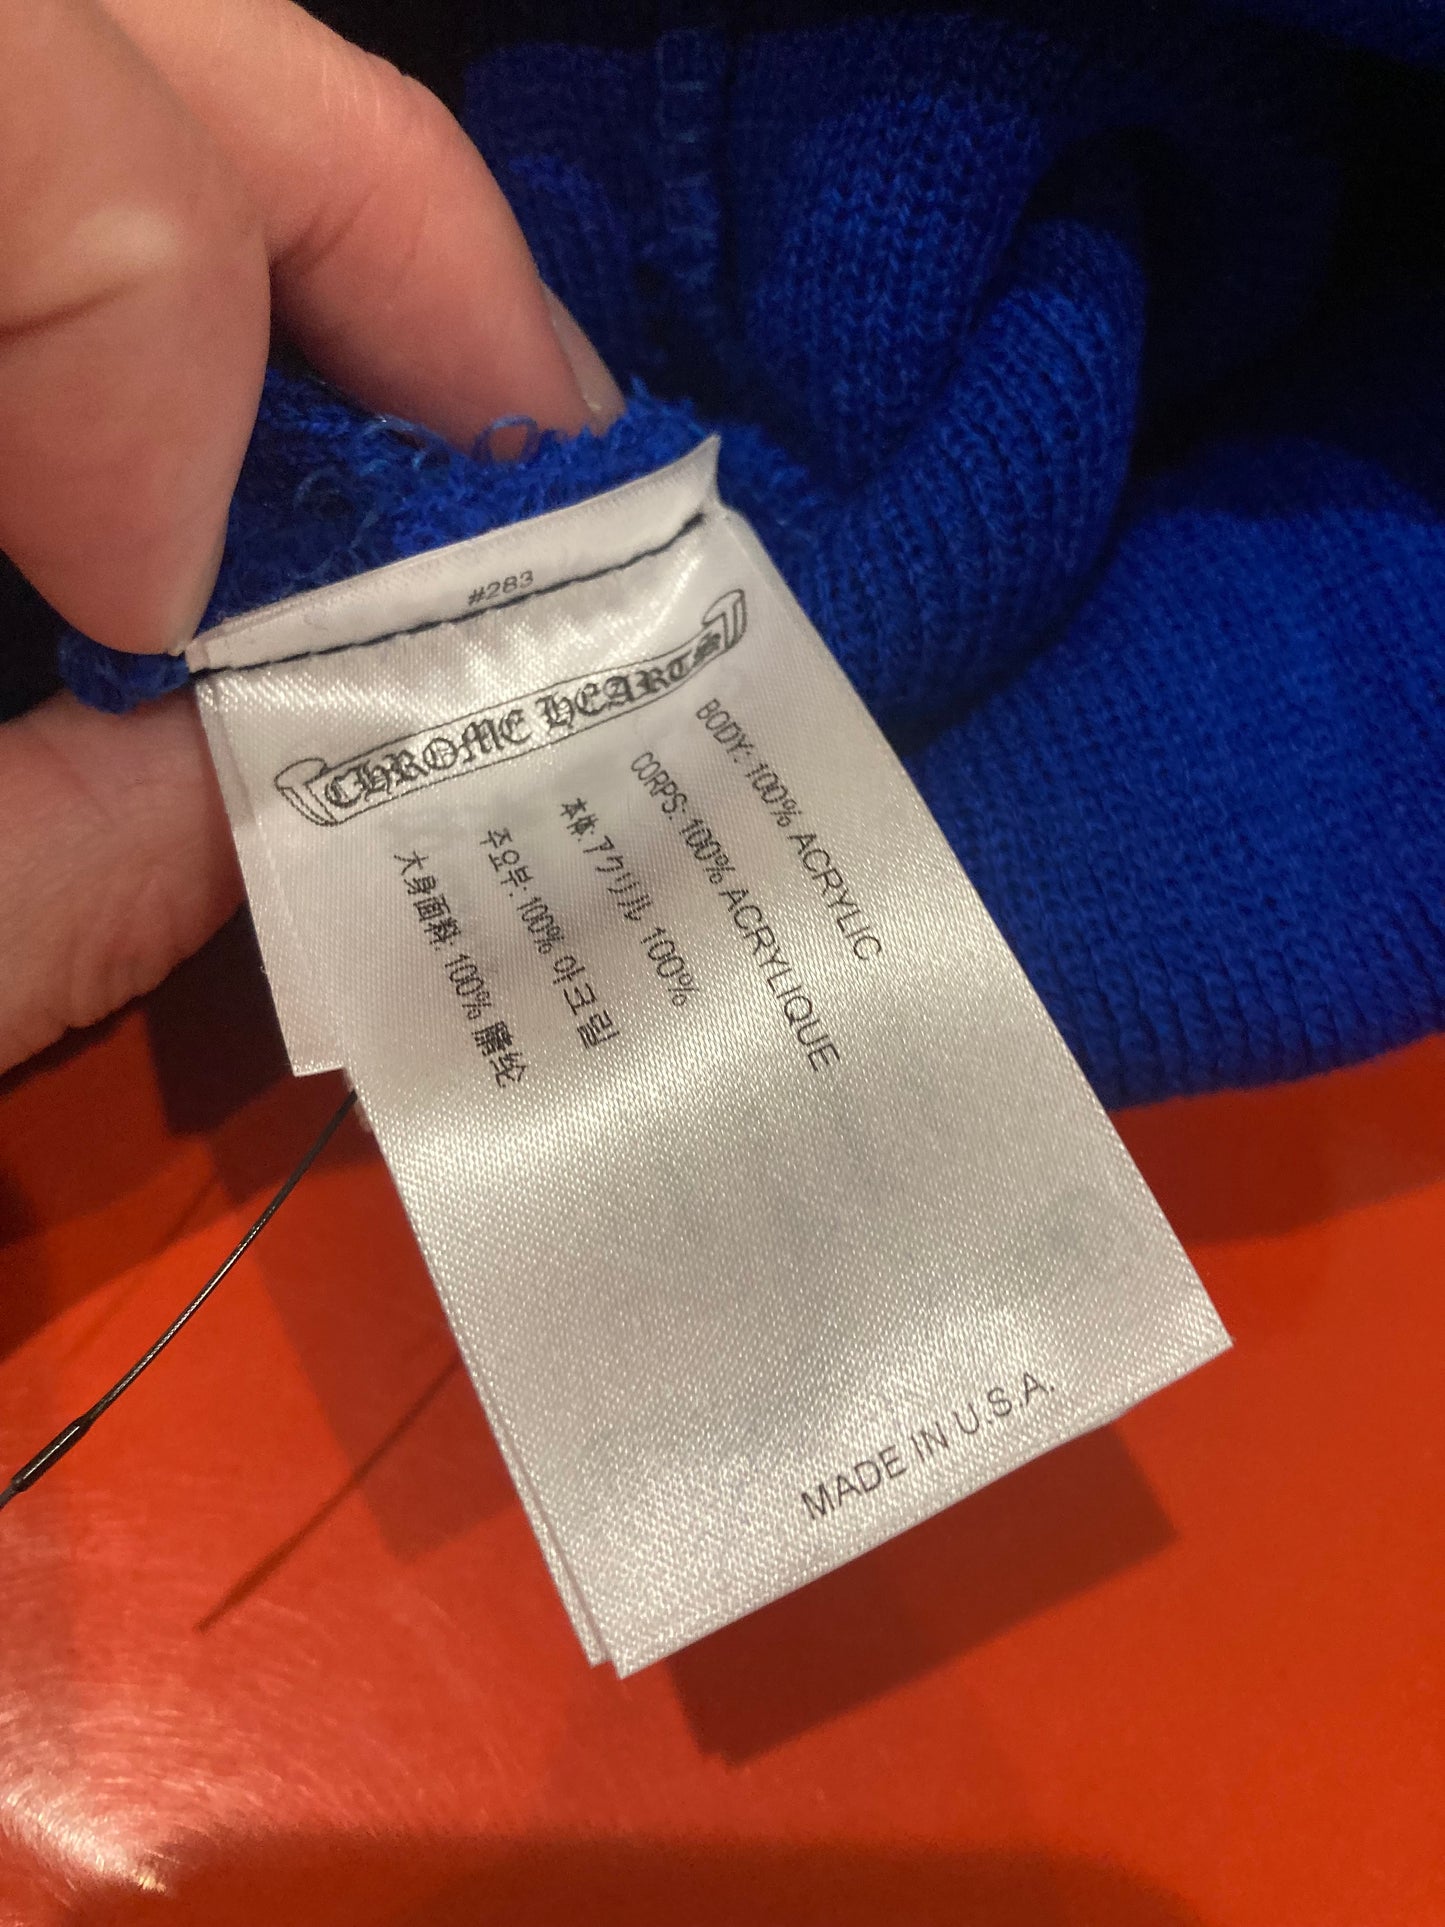 #283
CHROME HEARTS
BODY: 100% ACRYLIC
CORPS: 100% ACRYLIQUE
本体: アクリル 100%
주요부: 100% 아크릴
大身面料: 100% 腈纶
MADE IN U.S.A.